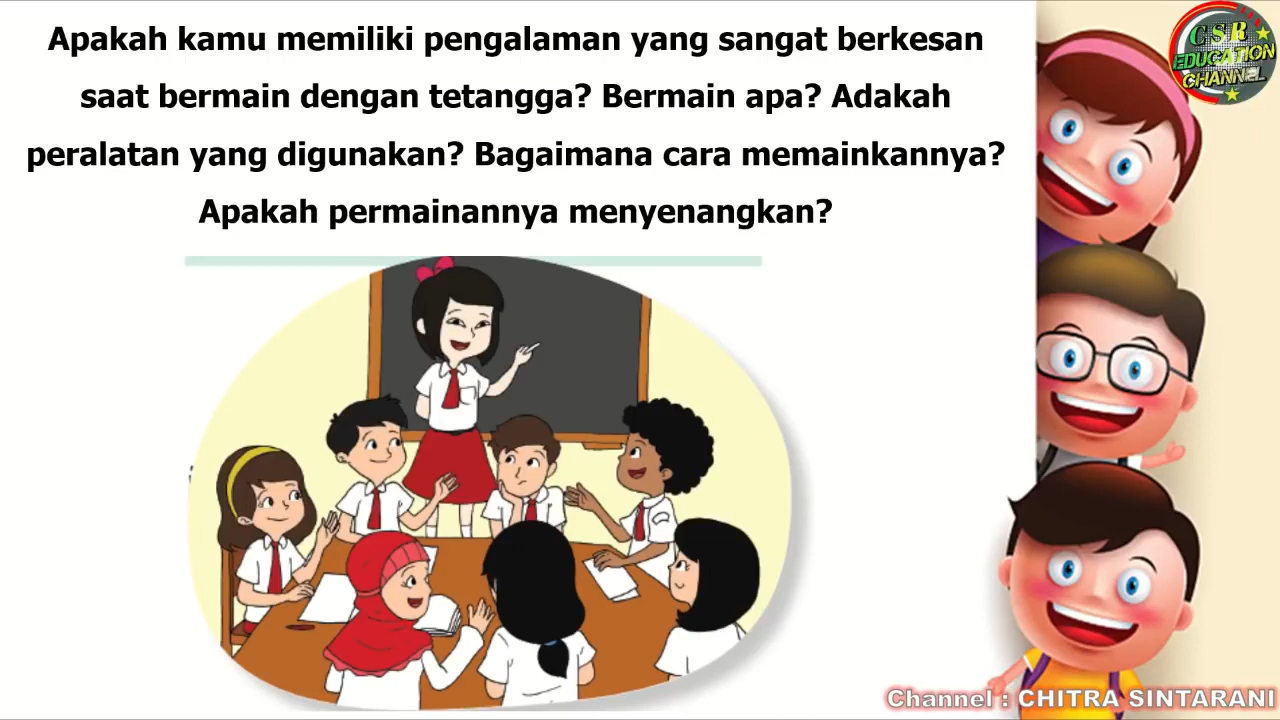 Apakah kamu memiliki pengalaman yang sangat berkesan
saat bermain dengan tetangga? Bermain apa? Adakah
peralatan yang digunakan? Bagaimana cara memainkannya?
Apakah permainannya menyenangkan?
C S R
EDUCATION
CHANNEL
Channel : CHITRA SINTARANI